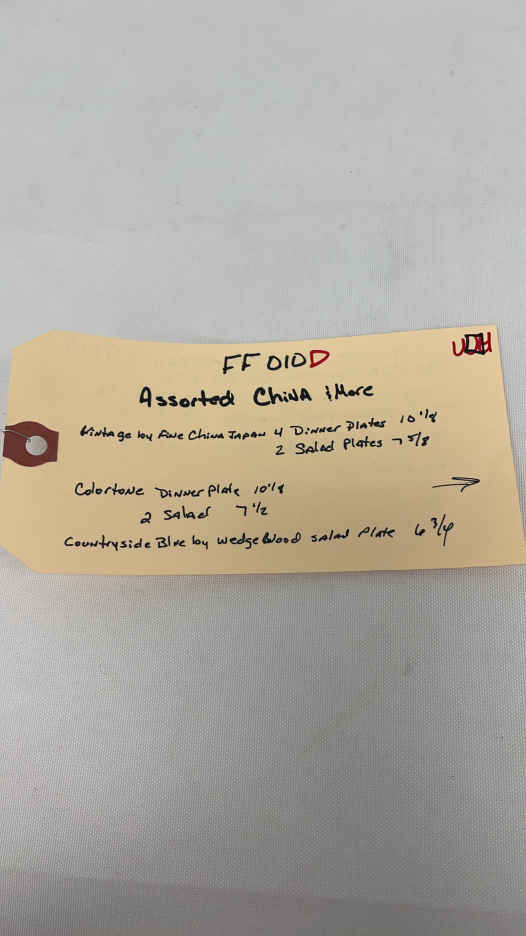 FF 010D
Assorted China & More
Vintage by Fine China Japan 4 Dinner Plates 10 1/8
2 Salad Plates 7 5/8
Colortone Dinner Plate 10 1/8
2 Salad 7 1/2
Countryside Blue by Wedgewood salad Plate 6 3/4